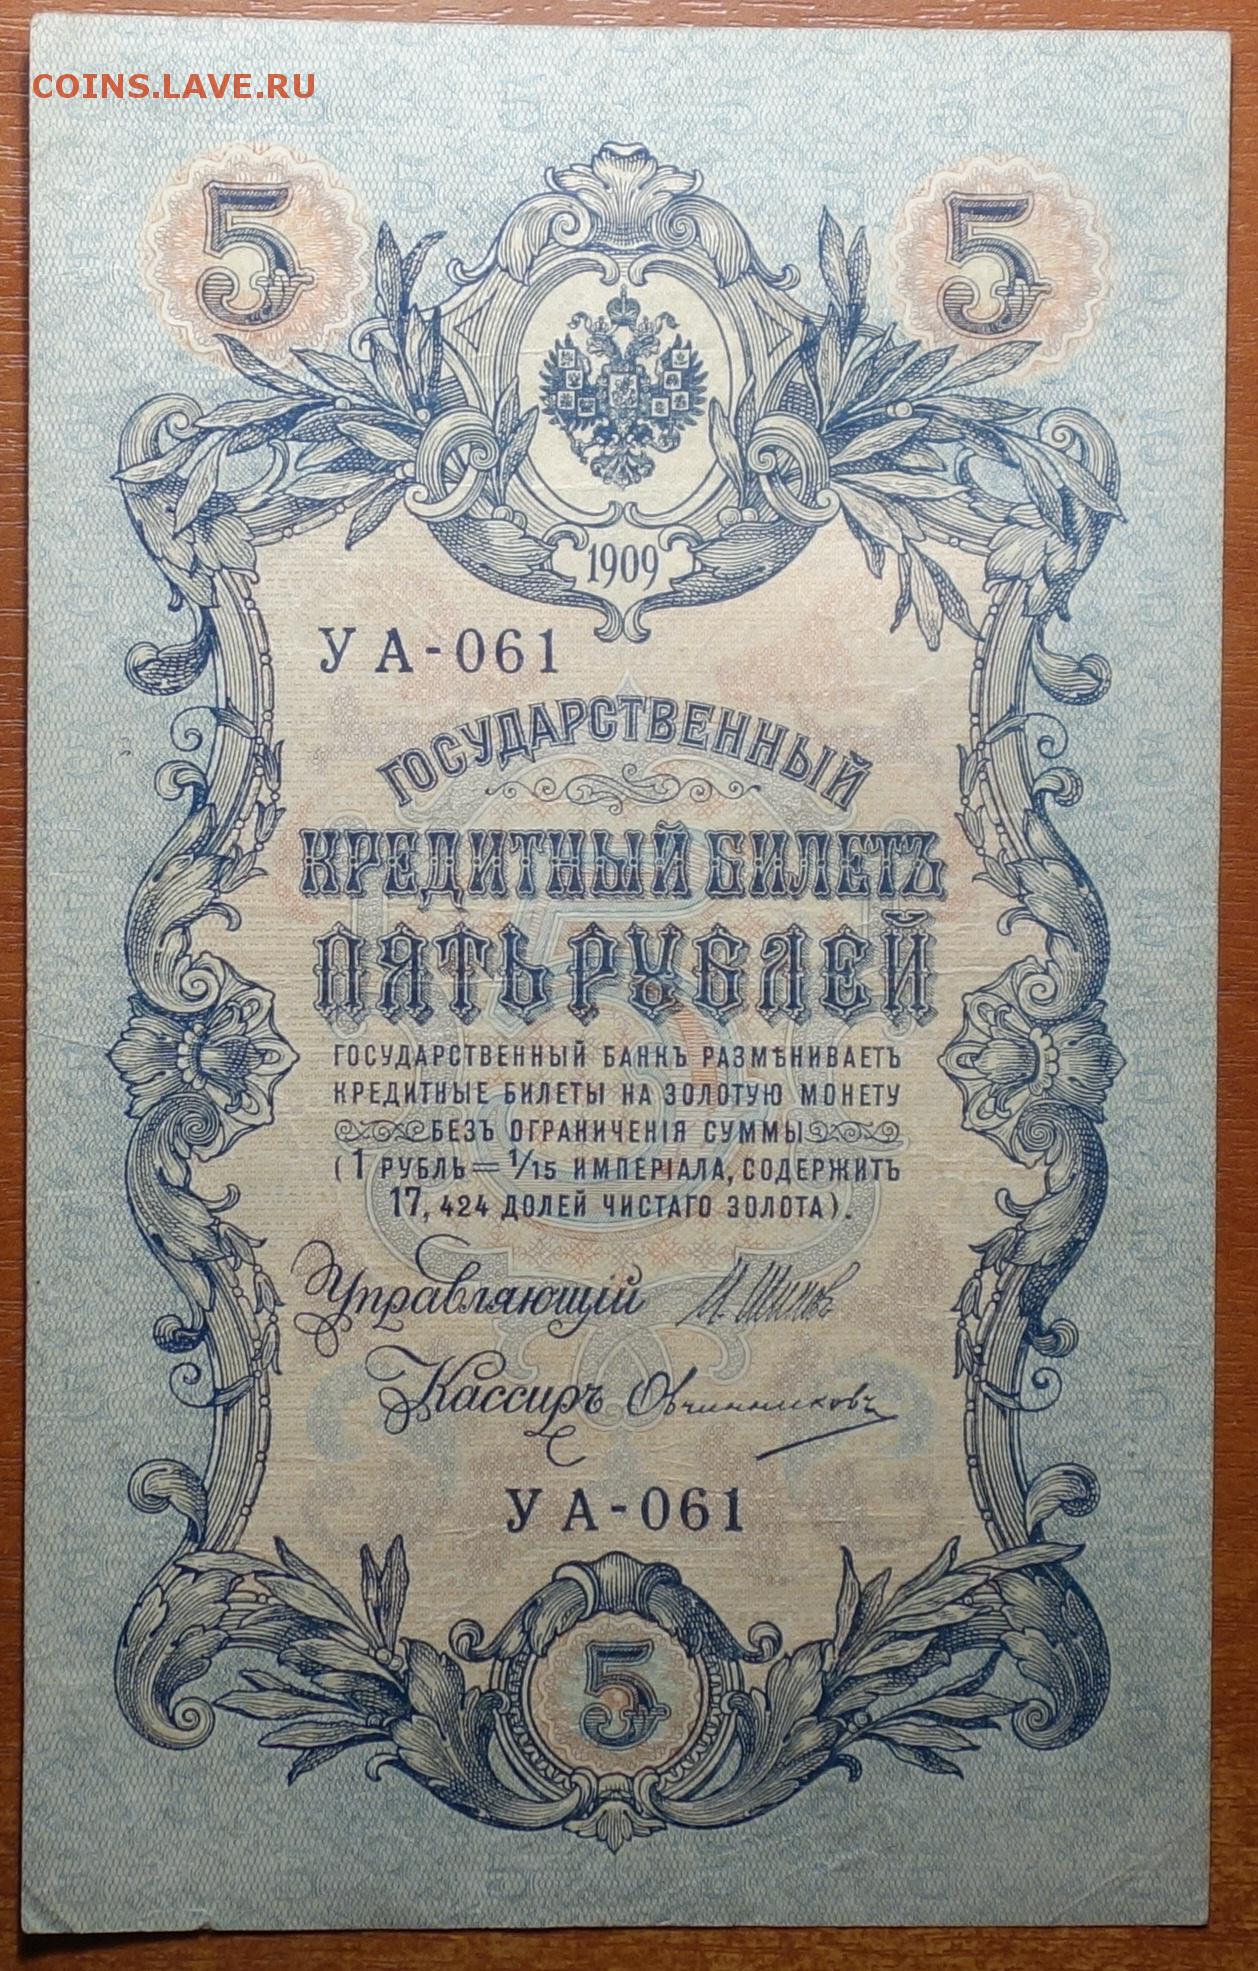 COINS.LAVE.RU
5 5
1909
УА-061
ГОСУДАРСТВЕННЫЙ
КРЕДИТНЫЙ БИЛЕТЪ
ПЯТЬ РУБЛЕЙ
ГОСУДАРСТВЕННЫЙ БАНКЪ РАЗМѢНИВАЕТЪ
КРЕДИТНЫЕ БИЛЕТЫ НА ЗОЛОТУЮ МОНЕТУ
БЕЗЪ ОГРАНИЧЕНІЯ СУММЫ
(1 РУБЛЬ = 1/15 ИМПЕРІАЛА, СОДЕРЖИТЪ
17, 424 ДОЛЕЙ ЧИСТАГО ЗОЛОТА).
Управляющій И. Шиповъ
Кассиръ Овчинниковъ
УА-061
5